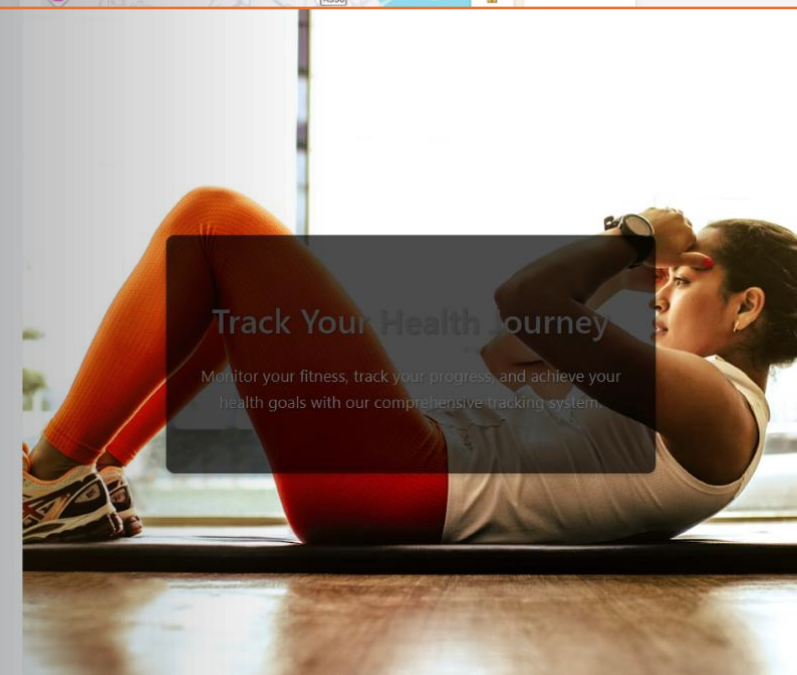 Track Your Health Journey
Monitor your fitness, track your progress, and achieve your
health goals with our comprehensive tracking system.